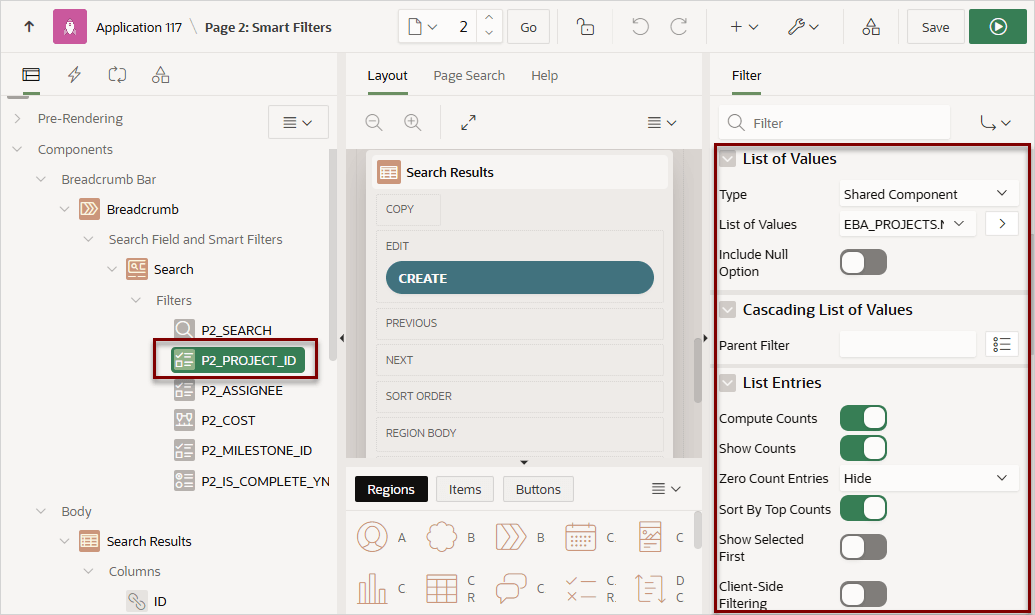 Application 117 \ Page 2: Smart Filters
2
Go
Save
Layout
Page Search
Help
Filter
Pre-Rendering
Components
Breadcrumb Bar
Breadcrumb
Search Field and Smart Filters
Search
Filters
P2_SEARCH
P2_PROJECT_ID
P2_ASSIGNEE
P2_COST
P2_MILESTONE_ID
P2_IS_COMPLETE_YN
Body
Search Results
Columns
ID
Search Results
COPY
EDIT
CREATE
PREVIOUS
NEXT
SORT ORDER
REGION BODY
Regions
Items
Buttons
A
B
B
C.
C
C
C
R
C
C.
R.
D
C
Filter
List of Values
Type
Shared Component
List of Values
EBA_PROJECTS.N
Include Null
Option
Cascading List of Values
Parent Filter
List Entries
Compute Counts
Show Counts
Zero Count Entries
Hide
Sort By Top Counts
Show Selected
First
Client-Side
Filtering